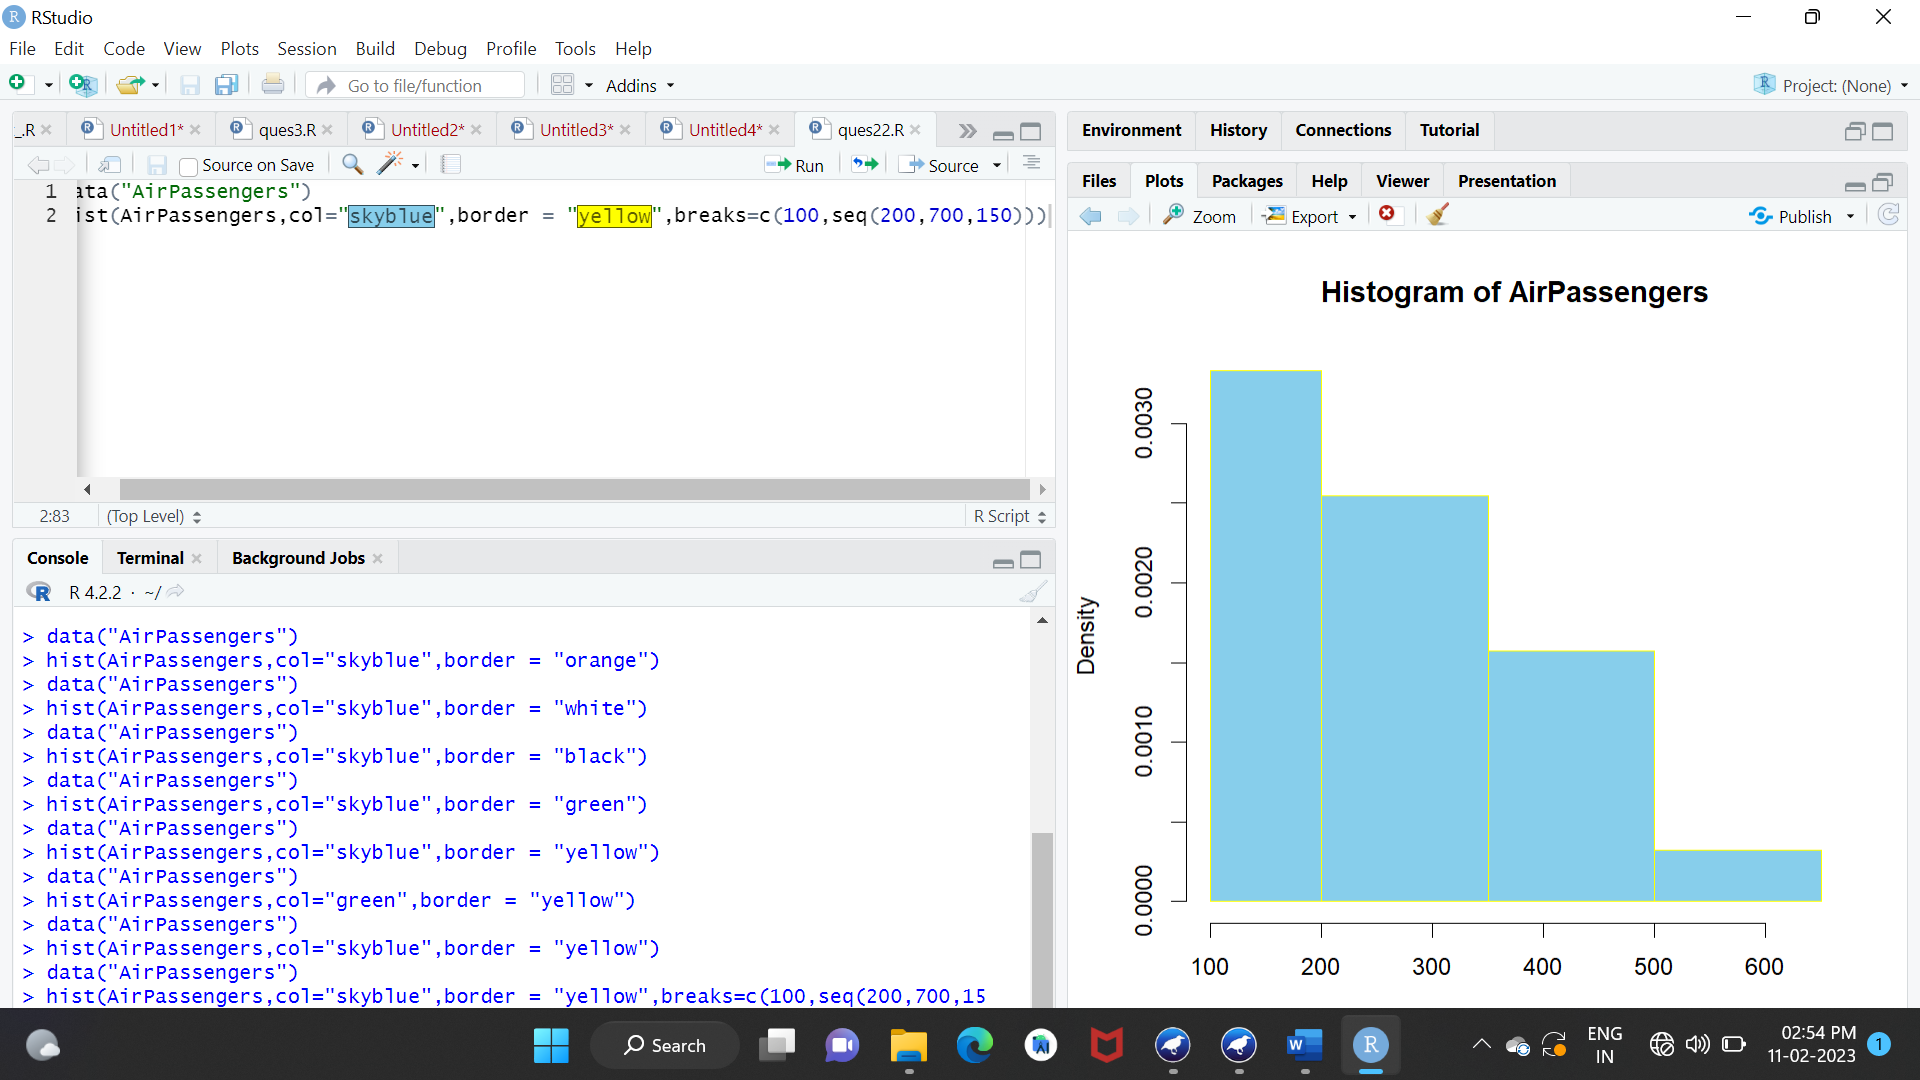 RStudio
File Edit Code View Plots Session Build Debug Profile Tools Help
Go to file/function Addins Project: (None)
_.R Untitled1* ques3.R Untitled2* Untitled3* Untitled4* ques22.R
Source on Save Run Source
1 ata("AirPassengers")
2 ist(AirPassengers,col="skyblue",border = "yellow",breaks=c(100,seq(200,700,150)))
2:83 (Top Level) R Script
Console Terminal Background Jobs
R 4.2.2 · ~/
> data("AirPassengers")
> hist(AirPassengers,col="skyblue",border = "orange")
> data("AirPassengers")
> hist(AirPassengers,col="skyblue",border = "white")
> data("AirPassengers")
> hist(AirPassengers,col="skyblue",border = "black")
> data("AirPassengers")
> hist(AirPassengers,col="skyblue",border = "green")
> data("AirPassengers")
> hist(AirPassengers,col="skyblue",border = "yellow")
> data("AirPassengers")
> hist(AirPassengers,col="green",border = "yellow")
> data("AirPassengers")
> hist(AirPassengers,col="skyblue",border = "yellow")
> data("AirPassengers")
> hist(AirPassengers,col="skyblue",border = "yellow",breaks=c(100,seq(200,700,15
Environment History Connections Tutorial
Files Plots Packages Help Viewer Presentation
Zoom Export Publish
Histogram of AirPassengers
Density
0.0030
0.0020
0.0010
0.0000
100 200 300 400 500 600
Search
ENG
IN
02:54 PM
11-02-2023
1